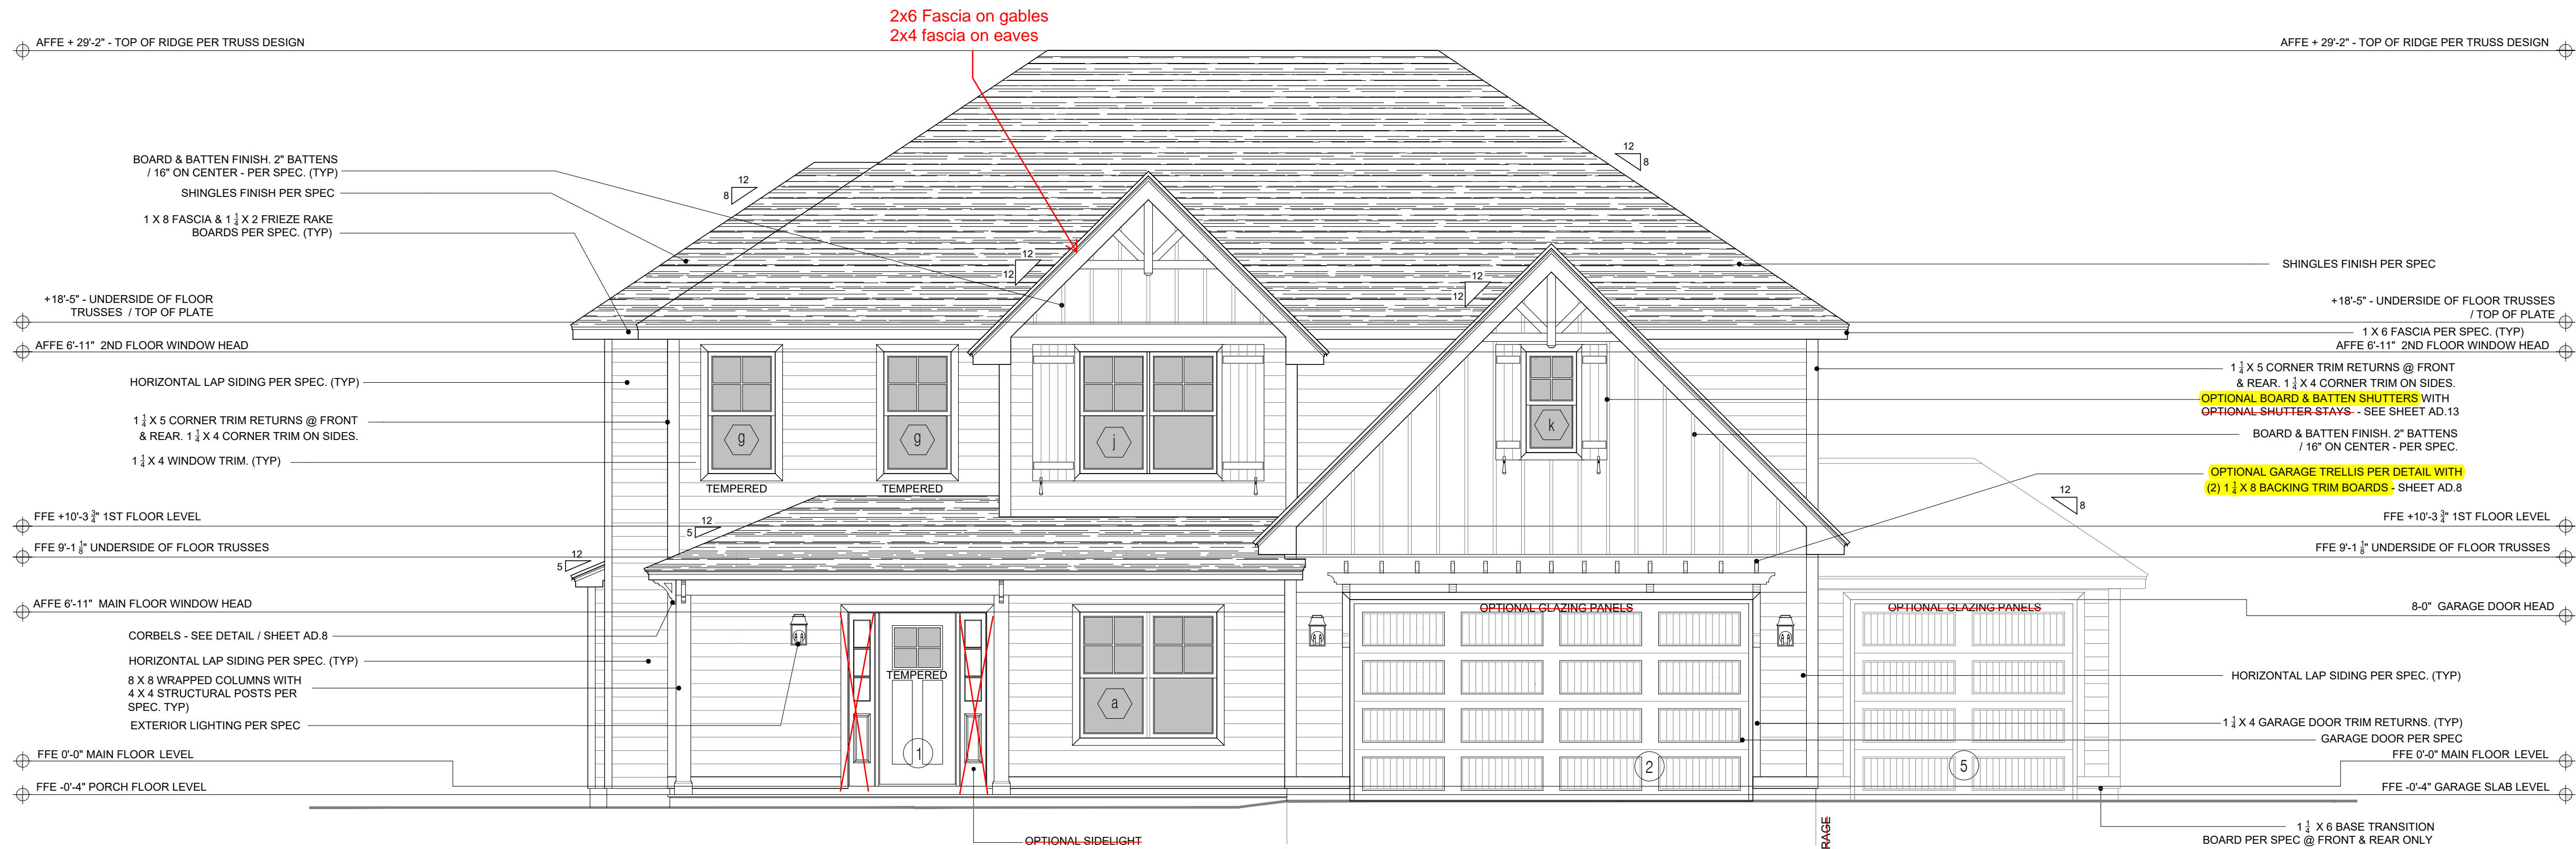 2x6 Fascia on gables
2x4 fascia on eaves
AFFE + 29'-2" - TOP OF RIDGE PER TRUSS DESIGN
AFFE + 29'-2" - TOP OF RIDGE PER TRUSS DESIGN
BOARD & BATTEN FINISH. 2" BATTENS
/ 16" ON CENTER - PER SPEC. (TYP)
SHINGLES FINISH PER SPEC
1 X 8 FASCIA & 1 1/4 X 2 FRIEZE RAKE
BOARDS PER SPEC. (TYP)
+18'-5" - UNDERSIDE OF FLOOR
TRUSSES / TOP OF PLATE
AFFE 6'-11" 2ND FLOOR WINDOW HEAD
HORIZONTAL LAP SIDING PER SPEC. (TYP)
1 1/4 X 5 CORNER TRIM RETURNS @ FRONT
& REAR. 1 1/4 X 4 CORNER TRIM ON SIDES.
1 1/4 X 4 WINDOW TRIM. (TYP)
FFE +10'-3 3/4" 1ST FLOOR LEVEL
FFE 9'-1 1/8" UNDERSIDE OF FLOOR TRUSSES
AFFE 6'-11" MAIN FLOOR WINDOW HEAD
CORBELS - SEE DETAIL / SHEET AD.8
HORIZONTAL LAP SIDING PER SPEC. (TYP)
8 X 8 WRAPPED COLUMNS WITH
4 X 4 STRUCTURAL POSTS PER
SPEC. TYP)
EXTERIOR LIGHTING PER SPEC
FFE 0'-0" MAIN FLOOR LEVEL
FFE -0'-4" PORCH FLOOR LEVEL
12
8
12
8
12
12
12
12
g
g
j
k
TEMPERED
TEMPERED
12
5
12
5
12
8
OPTIONAL GLAZING PANELS
OPTIONAL GLAZING PANELS
TEMPERED
a
1
2
5
OPTIONAL SIDELIGHT
RAGE
SHINGLES FINISH PER SPEC
+18'-5" - UNDERSIDE OF FLOOR TRUSSES
/ TOP OF PLATE
1 X 6 FASCIA PER SPEC. (TYP)
AFFE 6'-11" 2ND FLOOR WINDOW HEAD
1 1/4 X 5 CORNER TRIM RETURNS @ FRONT
& REAR. 1 1/4 X 4 CORNER TRIM ON SIDES.
OPTIONAL BOARD & BATTEN SHUTTERS WITH
OPTIONAL SHUTTER STAYS - SEE SHEET AD.13
BOARD & BATTEN FINISH. 2" BATTENS
/ 16" ON CENTER - PER SPEC.
OPTIONAL GARAGE TRELLIS PER DETAIL WITH
(2) 1 1/4 X 8 BACKING TRIM BOARDS - SHEET AD.8
FFE +10'-3 3/4" 1ST FLOOR LEVEL
FFE 9'-1 1/8" UNDERSIDE OF FLOOR TRUSSES
8-0" GARAGE DOOR HEAD
HORIZONTAL LAP SIDING PER SPEC. (TYP)
1 1/4 X 4 GARAGE DOOR TRIM RETURNS. (TYP)
GARAGE DOOR PER SPEC
FFE 0'-0" MAIN FLOOR LEVEL
FFE -0'-4" GARAGE SLAB LEVEL
1 1/4 X 6 BASE TRANSITION
BOARD PER SPEC @ FRONT & REAR ONLY